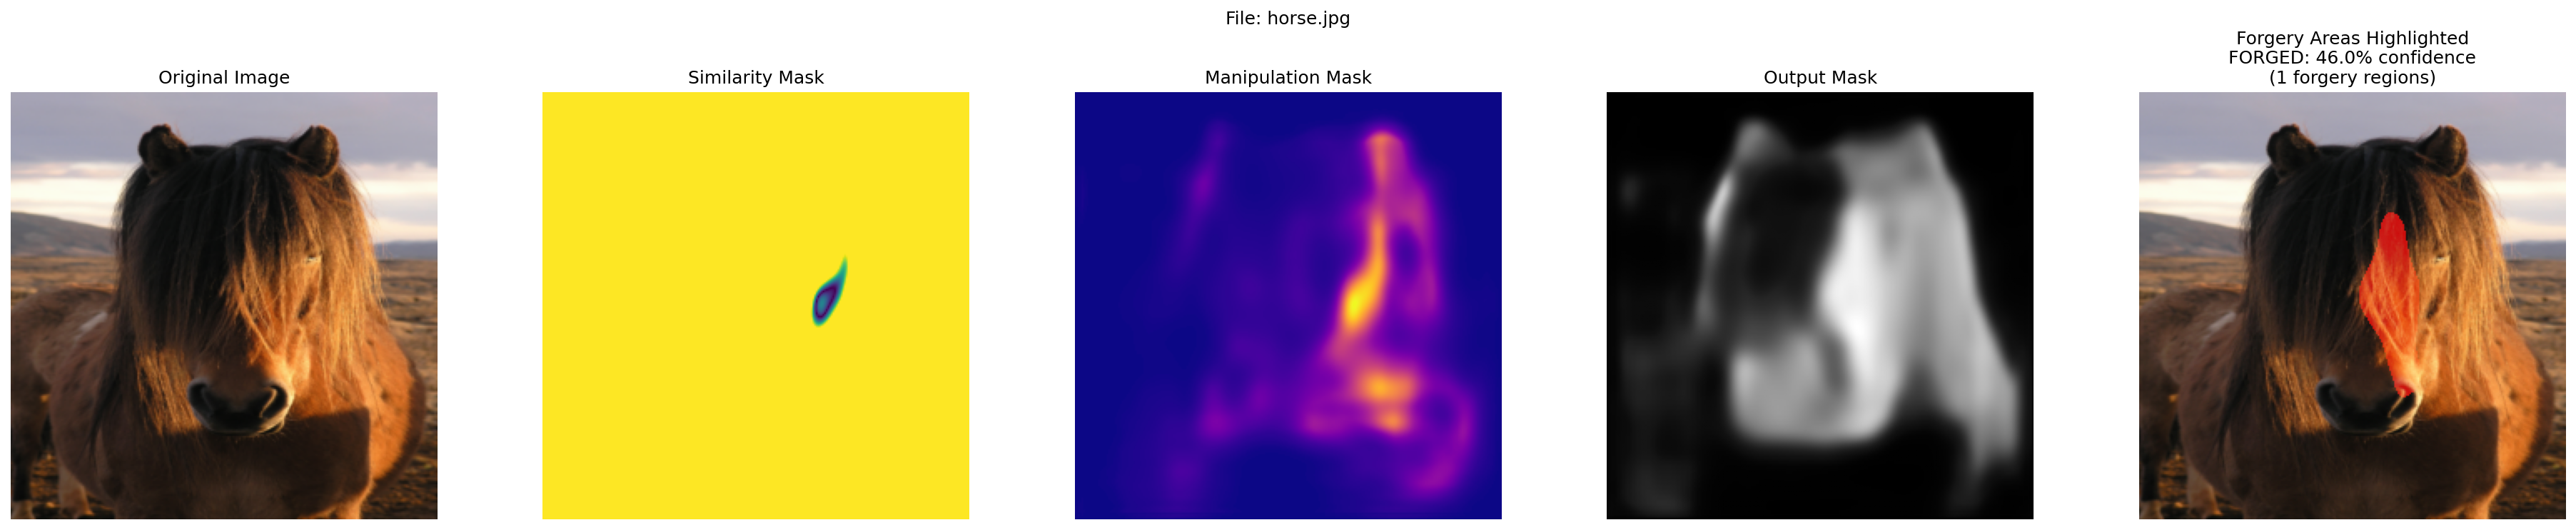 File: horse.jpg
Original Image
Similarity Mask
Manipulation Mask
Output Mask
Forgery Areas Highlighted
FORGED: 46.0% confidence
(1 forgery regions)